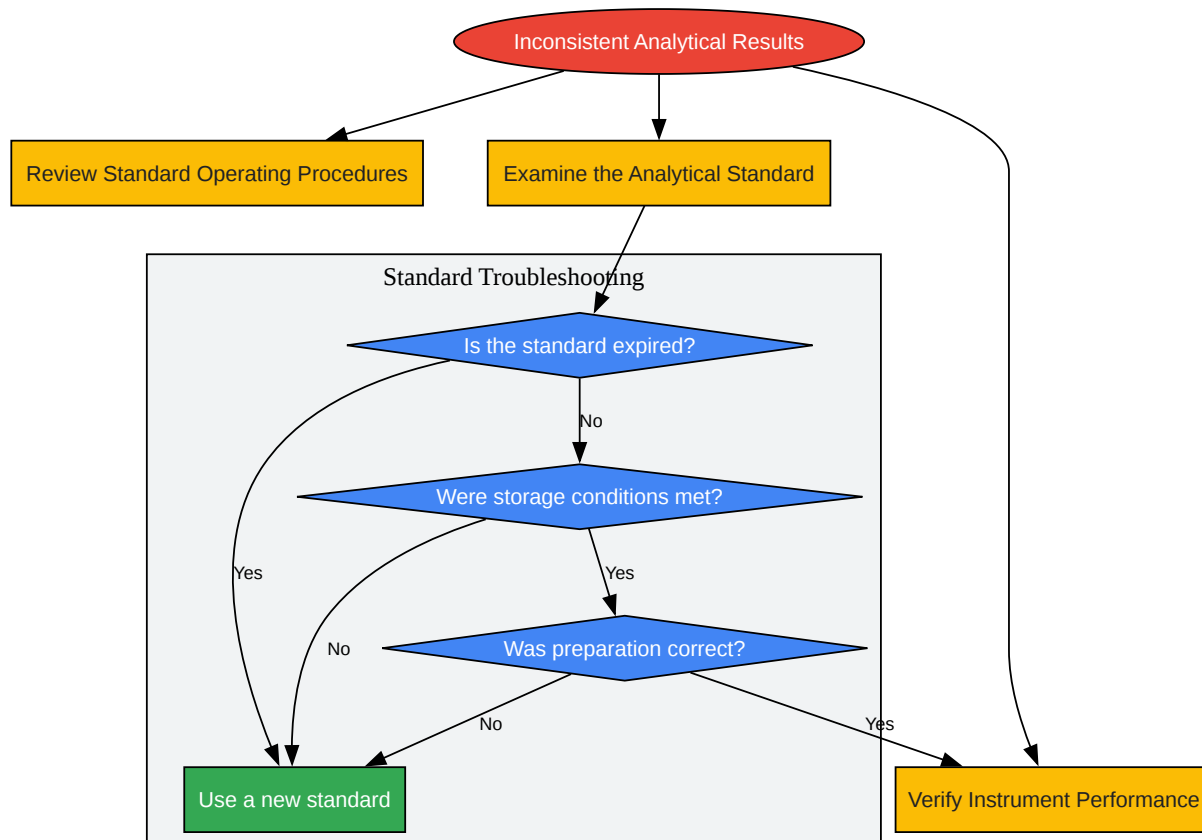 Inconsistent Analytical Results
Review Standard Operating Procedures
Examine the Analytical Standard
Standard Troubleshooting
Is the standard expired?
No
Were storage conditions met?
Yes
Yes
No
Was preparation correct?
No
Yes
Use a new standard
Verify Instrument Performance